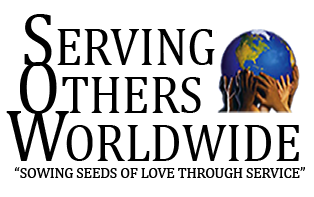 SERVING
OTHERS
WORLDWIDE
“SOWING SEEDS OF LOVE THROUGH SERVICE”